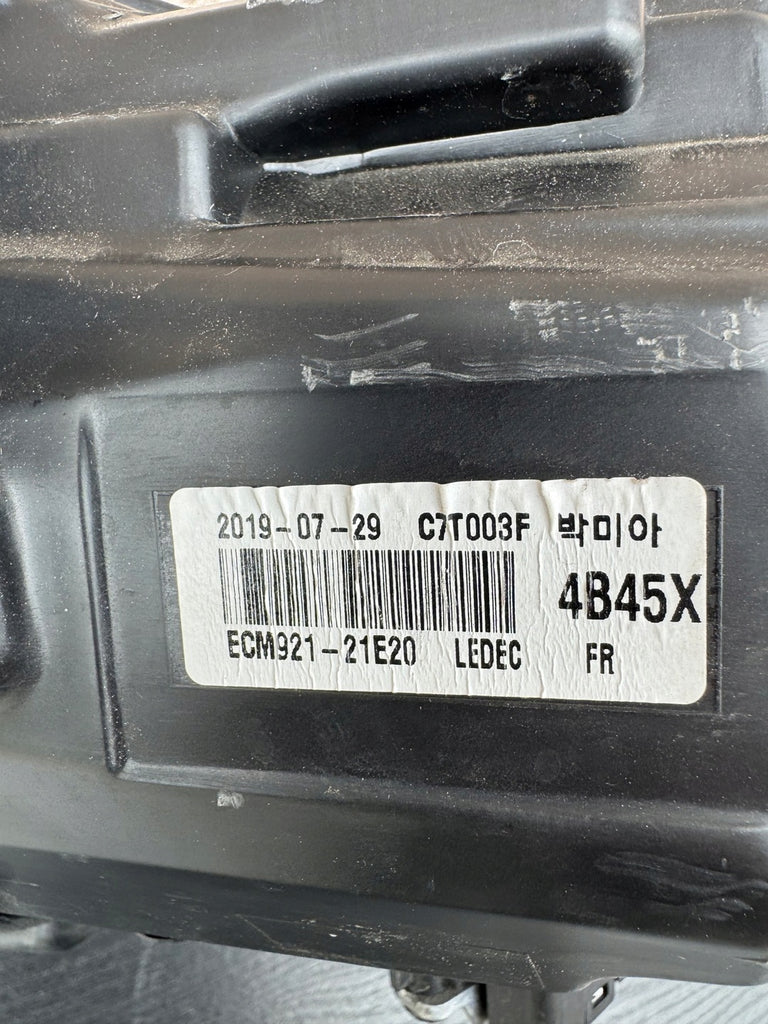 2019-07-29 C7T003F 박미아
4B45X
ECM921-21E20 LEDEC FR